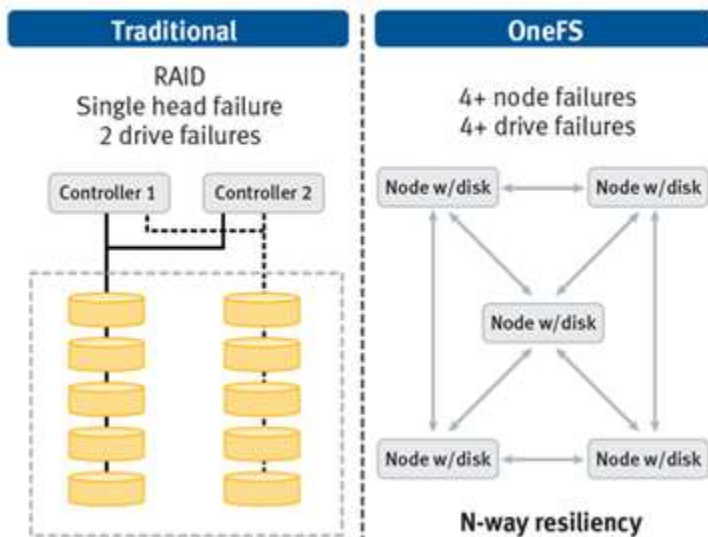 Traditional
RAID
Single head failure
2 drive failures
Controller 1
Controller 2
OneFS
4+ node failures
4+ drive failures
Node w/disk
Node w/disk
Node w/disk
Node w/disk
Node w/disk
N-way resiliency